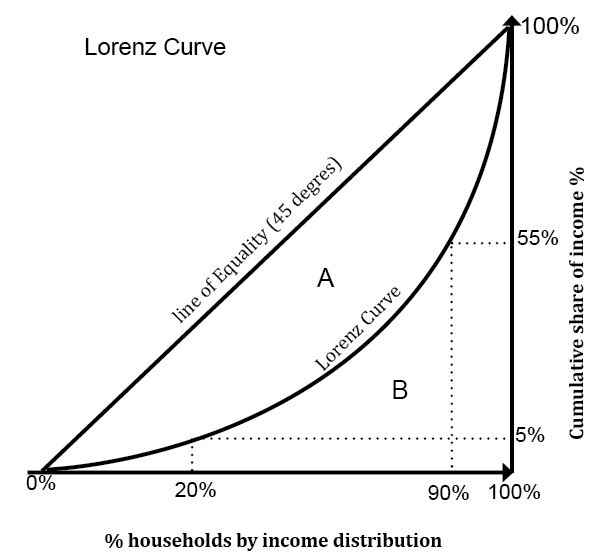 Lorenz Curve
100%
line of Equality (45 degres)
A
Lorenz Curve
B
55%
5%
Cumulative share of income %
0%
20%
90%
100%
% households by income distribution